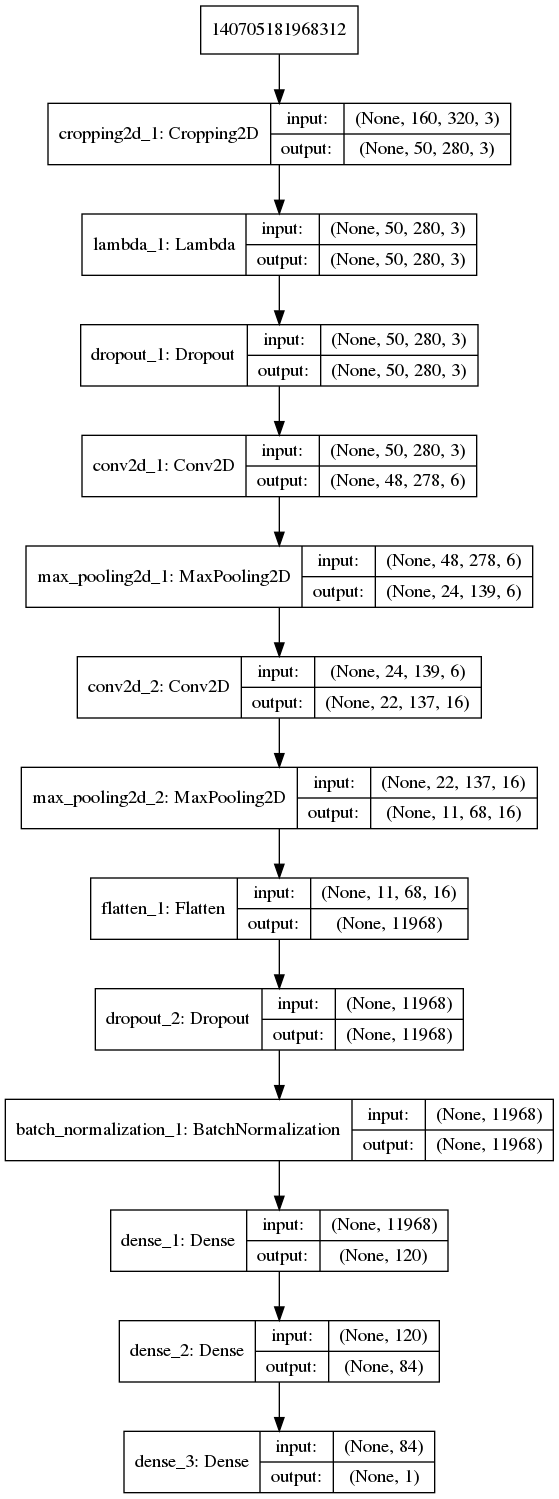 140705181968312
cropping2d_1: Cropping2D
input: (None, 160, 320, 3)
output: (None, 50, 280, 3)
lambda_1: Lambda
input: (None, 50, 280, 3)
output: (None, 50, 280, 3)
dropout_1: Dropout
input: (None, 50, 280, 3)
output: (None, 50, 280, 3)
conv2d_1: Conv2D
input: (None, 50, 280, 3)
output: (None, 48, 278, 6)
max_pooling2d_1: MaxPooling2D
input: (None, 48, 278, 6)
output: (None, 24, 139, 6)
conv2d_2: Conv2D
input: (None, 24, 139, 6)
output: (None, 22, 137, 16)
max_pooling2d_2: MaxPooling2D
input: (None, 22, 137, 16)
output: (None, 11, 68, 16)
flatten_1: Flatten
input: (None, 11, 68, 16)
output: (None, 11968)
dropout_2: Dropout
input: (None, 11968)
output: (None, 11968)
batch_normalization_1: BatchNormalization
input: (None, 11968)
output: (None, 11968)
dense_1: Dense
input: (None, 11968)
output: (None, 120)
dense_2: Dense
input: (None, 120)
output: (None, 84)
dense_3: Dense
input: (None, 84)
output: (None, 1)